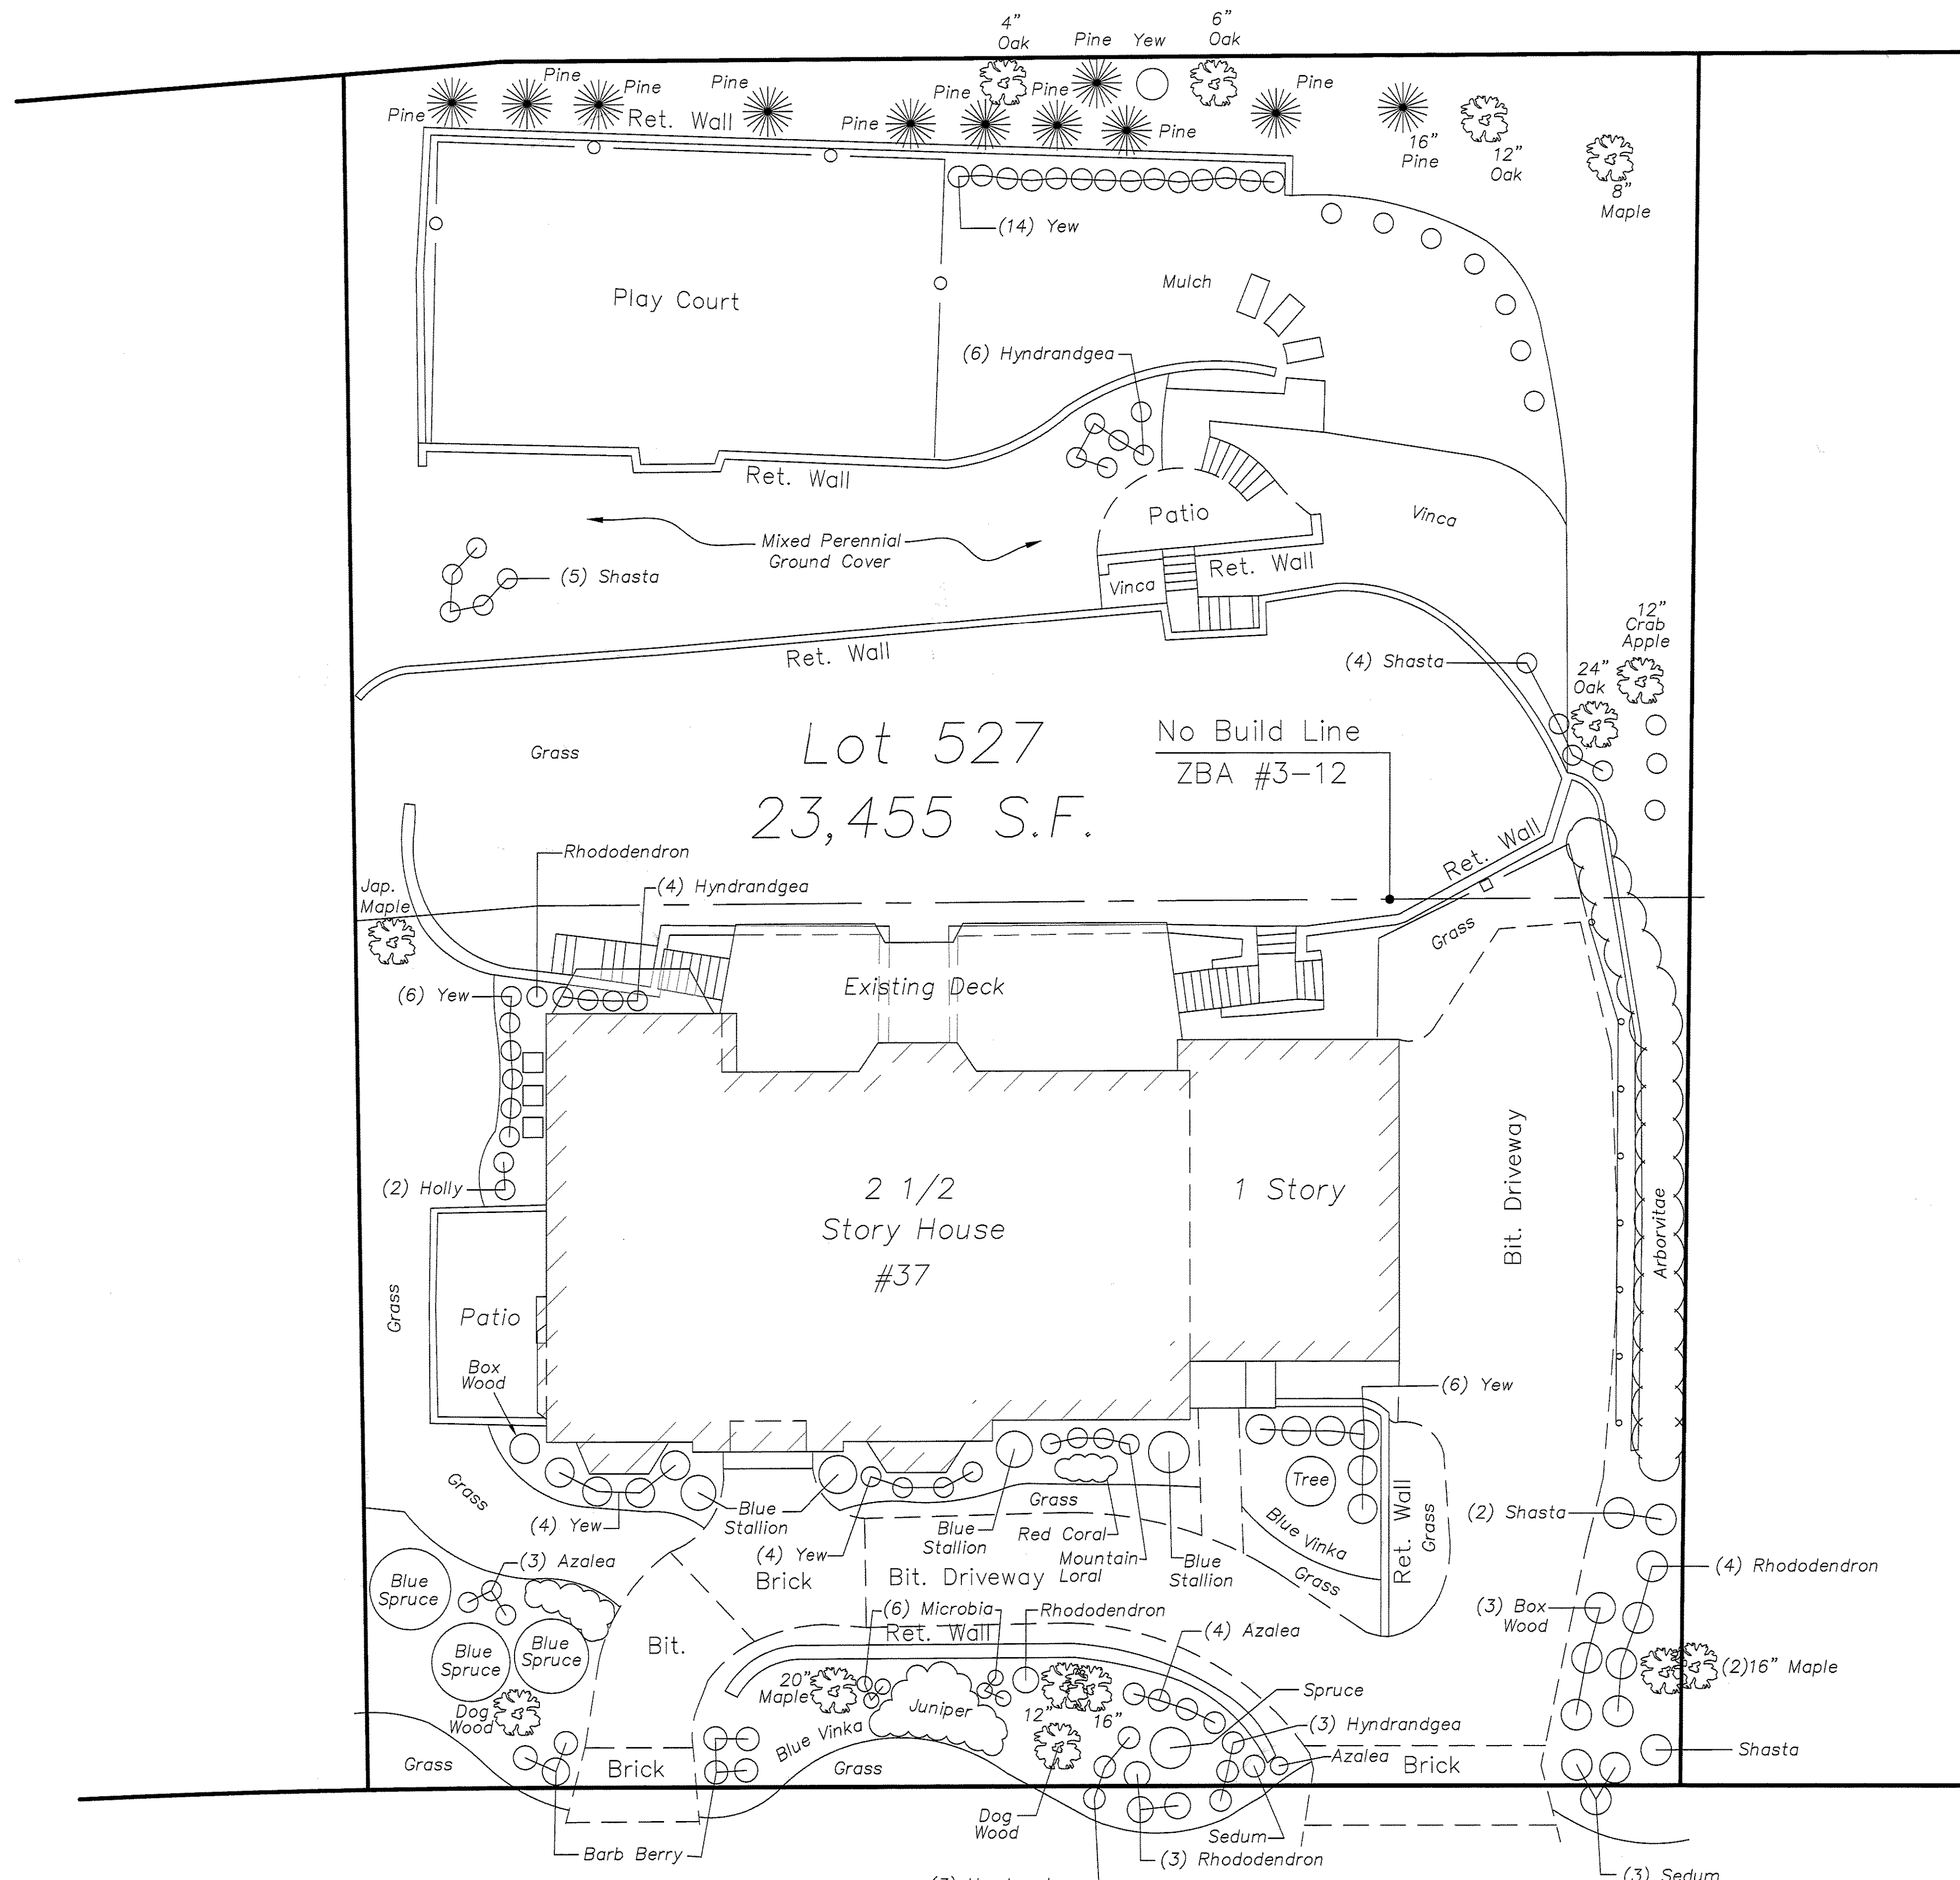 4"
Oak
Pine
Yew
6"
Oak
Pine
Pine
Pine
Pine
Pine
Pine
Pine
Pine
Pine
Ret. Wall
16"
Pine
12"
Oak
8"
Maple
(14) Yew
Play Court
Mulch
(6) Hyndrandgea
Ret. Wall
Patio
Vinca
Mixed Perennial
Ground Cover
(5) Shasta
Vinca
Ret. Wall
12"
Crab
Apple
Ret. Wall
(4) Shasta
24"
Oak
Grass
Lot 527
23,455 S.F.
No Build Line
ZBA #3-12
Ret. Wall
Rhododendron
(4) Hyndrandgea
Jap.
Maple
Grass
(6) Yew
Existing Deck
(2) Holly
2 1/2
Story House
#37
1 Story
Bit. Driveway
Arborvitae
Grass
Patio
Box
Wood
(6) Yew
Grass
Tree
Blue Vinka
Ret. Wall
Grass
(4) Yew
Blue
Stallion
(4) Yew
Blue
Stallion
Grass
Red Coral
Mountain
Loral
Blue
Stallion
(2) Shasta
(3) Azalea
Brick
Bit. Driveway
Grass
(4) Rhododendron
Blue
Spruce
Blue
Spruce
Blue
Spruce
Bit.
(6) Microbia
Rhododendron
Ret. Wall
(4) Azalea
(3) Box
Wood
(2)16" Maple
20"
Maple
Juniper
12"
16"
Spruce
Dog
Wood
Blue Vinka
(3) Hyndrandgea
Azalea
Shasta
Grass
Brick
Grass
Brick
Dog
Wood
Sedum
Barb Berry
(3) Rhododendron
(3) Sedum